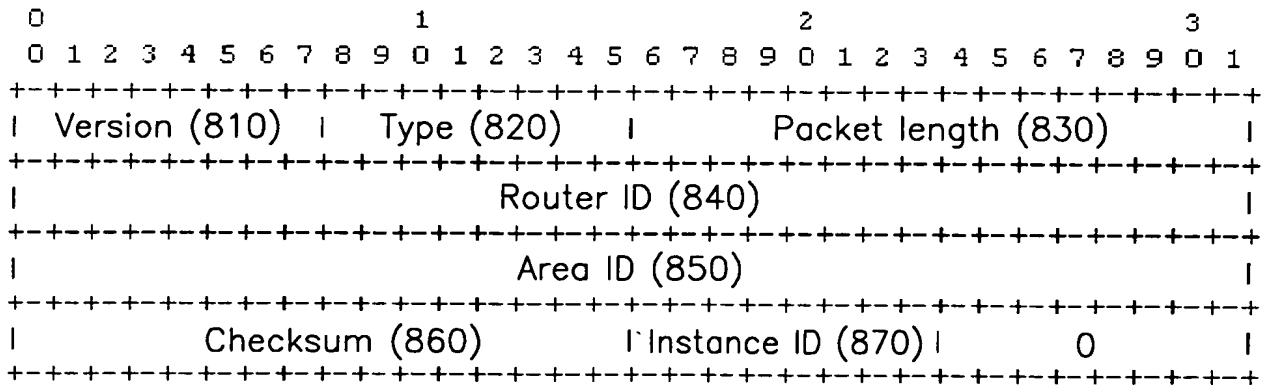 0 1 2 3
0 1 2 3 4 5 6 7 8 9 0 1 2 3 4 5 6 7 8 9 0 1 2 3 4 5 6 7 8 9 0 1
+-+-+-+-+-+-+-+-+-+-+-+-+-+-+-+-+-+-+-+-+-+-+-+-+-+-+-+-+-+-+-+-+
| Version (810) | Type (820) | Packet length (830) |
+-+-+-+-+-+-+-+-+-+-+-+-+-+-+-+-+-+-+-+-+-+-+-+-+-+-+-+-+-+-+-+-+
| Router ID (840) |
+-+-+-+-+-+-+-+-+-+-+-+-+-+-+-+-+-+-+-+-+-+-+-+-+-+-+-+-+-+-+-+-+
| Area ID (850) |
+-+-+-+-+-+-+-+-+-+-+-+-+-+-+-+-+-+-+-+-+-+-+-+-+-+-+-+-+-+-+-+-+
| Checksum (860) | Instance ID (870) | 0 |
+-+-+-+-+-+-+-+-+-+-+-+-+-+-+-+-+-+-+-+-+-+-+-+-+-+-+-+-+-+-+-+-+